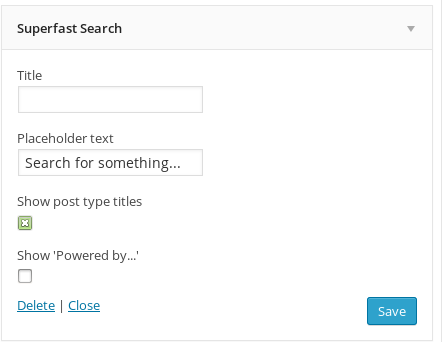 Superfast Search
Title
Placeholder text
Search for something...
Show post type titles
Show 'Powered by...'
Delete | Close
Save